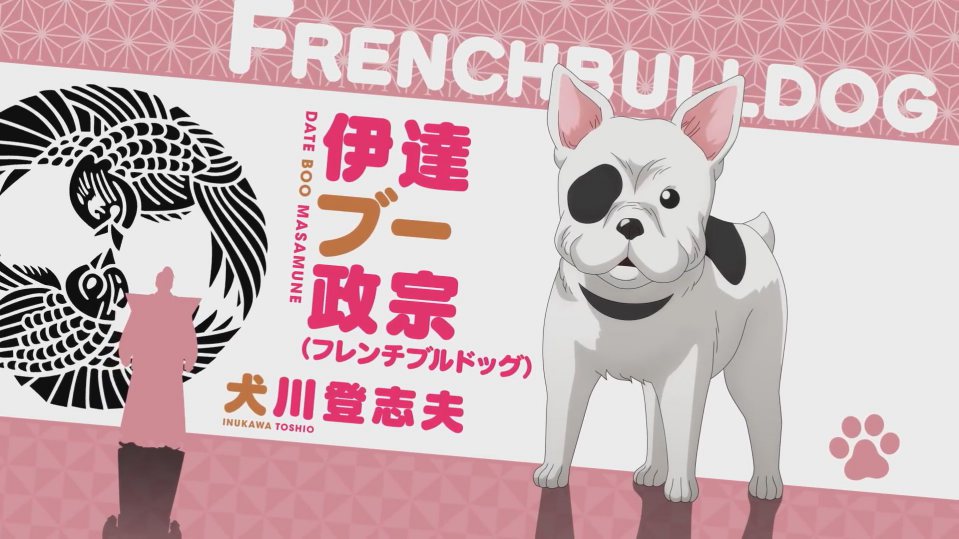 FRENCHBULLDOG
伊達
ブー
政宗
DATE BOO MASAMUNE
(フレンチブルドッグ)
犬川登志夫
INUKAWA TOSHIO